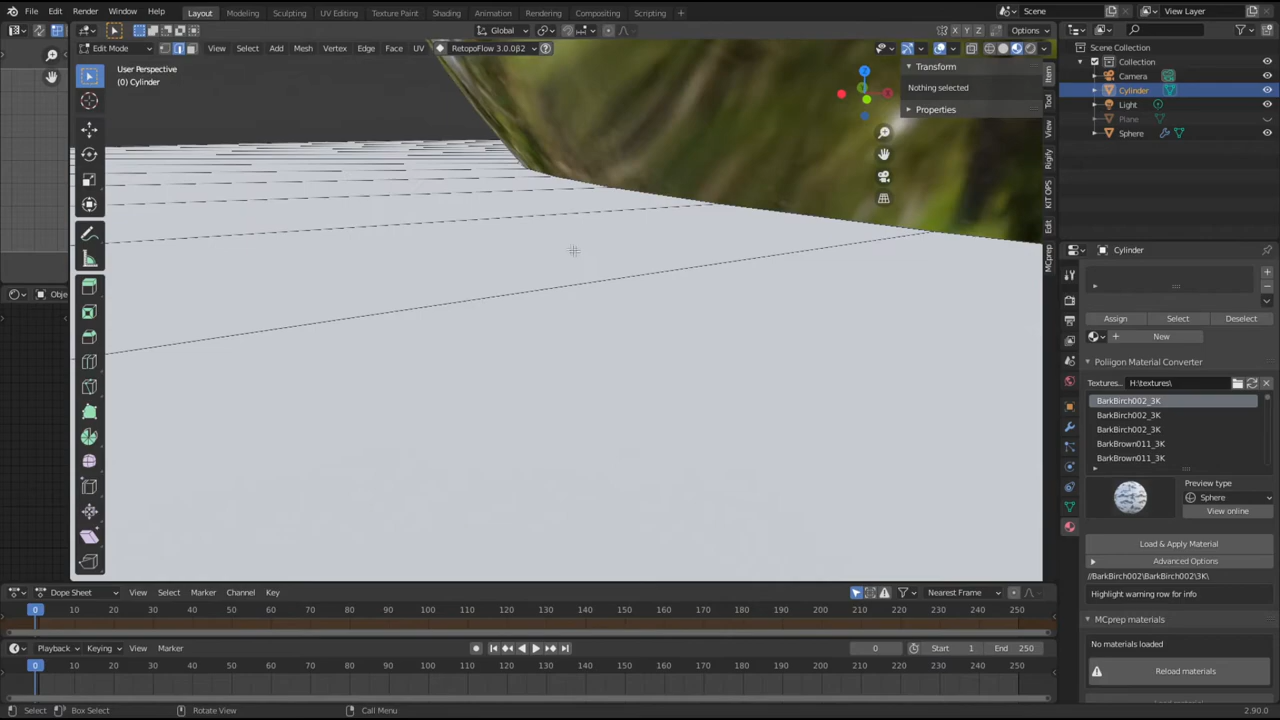 File Edit Render Window Help Layout Modeling Sculpting UV Editing Texture Paint Shading Animation Rendering Compositing Scripting + Scene View Layer
Global Options
Edit Mode View Select Add Mesh Vertex Edge Face UV RetopoFlow 3.0.0β2
User Perspective
(0) Cylinder
Transform
Nothing selected
Properties
Z
Item
Tool
View
Rigify
KIT OPS
Edit
MCprep
Scene Collection
Collection
Camera
Cylinder
Light
Plane
Sphere
Cylinder
Assign Select Deselect
New
Poliigon Material Converter
Textures.. H:\textures\
BarkBirch002_3K
BarkBirch002_3K
BarkBirch002_3K
BarkBrown011_3K
BarkBrown011_3K
Preview type
Sphere
View online
Load & Apply Material
Advanced Options
//BarkBirch002\BarkBirch002\3K\
Highlight warning row for info
MCprep materials
No materials loaded
Reload materials
Obje
Dope Sheet View Select Marker Channel Key Nearest Frame
0 10 20 30 40 50 60 70 80 90 100 110 120 130 140 150 160 170 180 190 200 210 220 230 240 250
Playback Keying View Marker 0 Start 1 End 250
0 10 20 30 40 50 60 70 80 90 100 110 120 130 140 150 160 170 180 190 200 210 220 230 240 250
Select Box Select Rotate View Call Menu 2.90.0